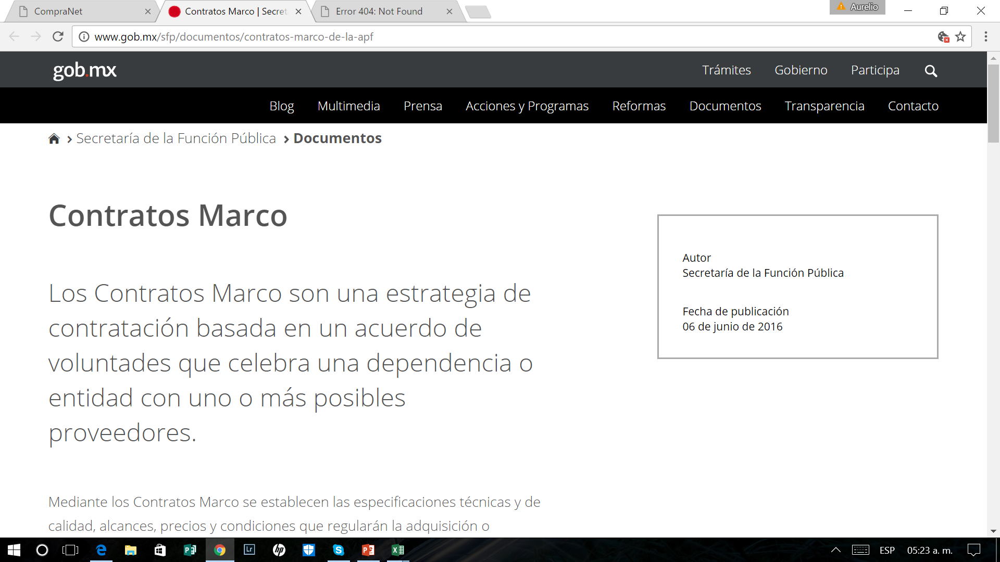 CompraNet
Contratos Marco | Secret
Error 404: Not Found
Aurelio
www.gob.mx/sfp/documentos/contratos-marco-de-la-apf
gob.mx
Trámites Gobierno Participa
Blog Multimedia Prensa Acciones y Programas Reformas Documentos Transparencia Contacto
Secretaría de la Función Pública > Documentos
Contratos Marco
Los Contratos Marco son una estrategia de
contratación basada en un acuerdo de
voluntades que celebra una dependencia o
entidad con uno o más posibles
proveedores.
Autor
Secretaría de la Función Pública
Fecha de publicación
06 de junio de 2016
Mediante los Contratos Marco se establecen las especificaciones técnicas y de
calidad, alcances, precios y condiciones que regularán la adquisición o
Lr
hp
ESP
05:23 a. m.